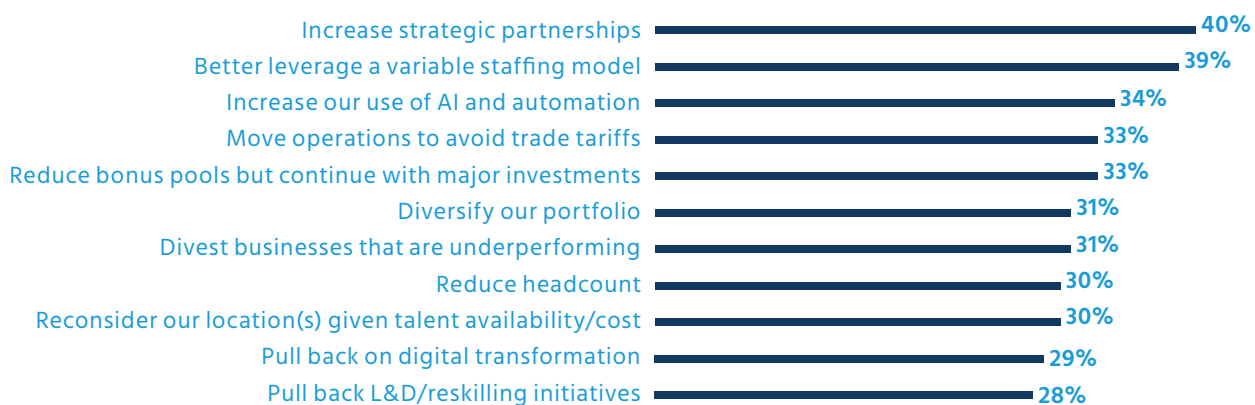 Increase strategic partnerships 40%
Better leverage a variable staffing model 39%
Increase our use of AI and automation 34%
Move operations to avoid trade tariffs 33%
Reduce bonus pools but continue with major investments 33%
Diversify our portfolio 31%
Divest businesses that are underperforming 31%
Reduce headcount 30%
Reconsider our location(s) given talent availability/cost 30%
Pull back on digital transformation 29%
Pull back L&D/reskilling initiatives 28%